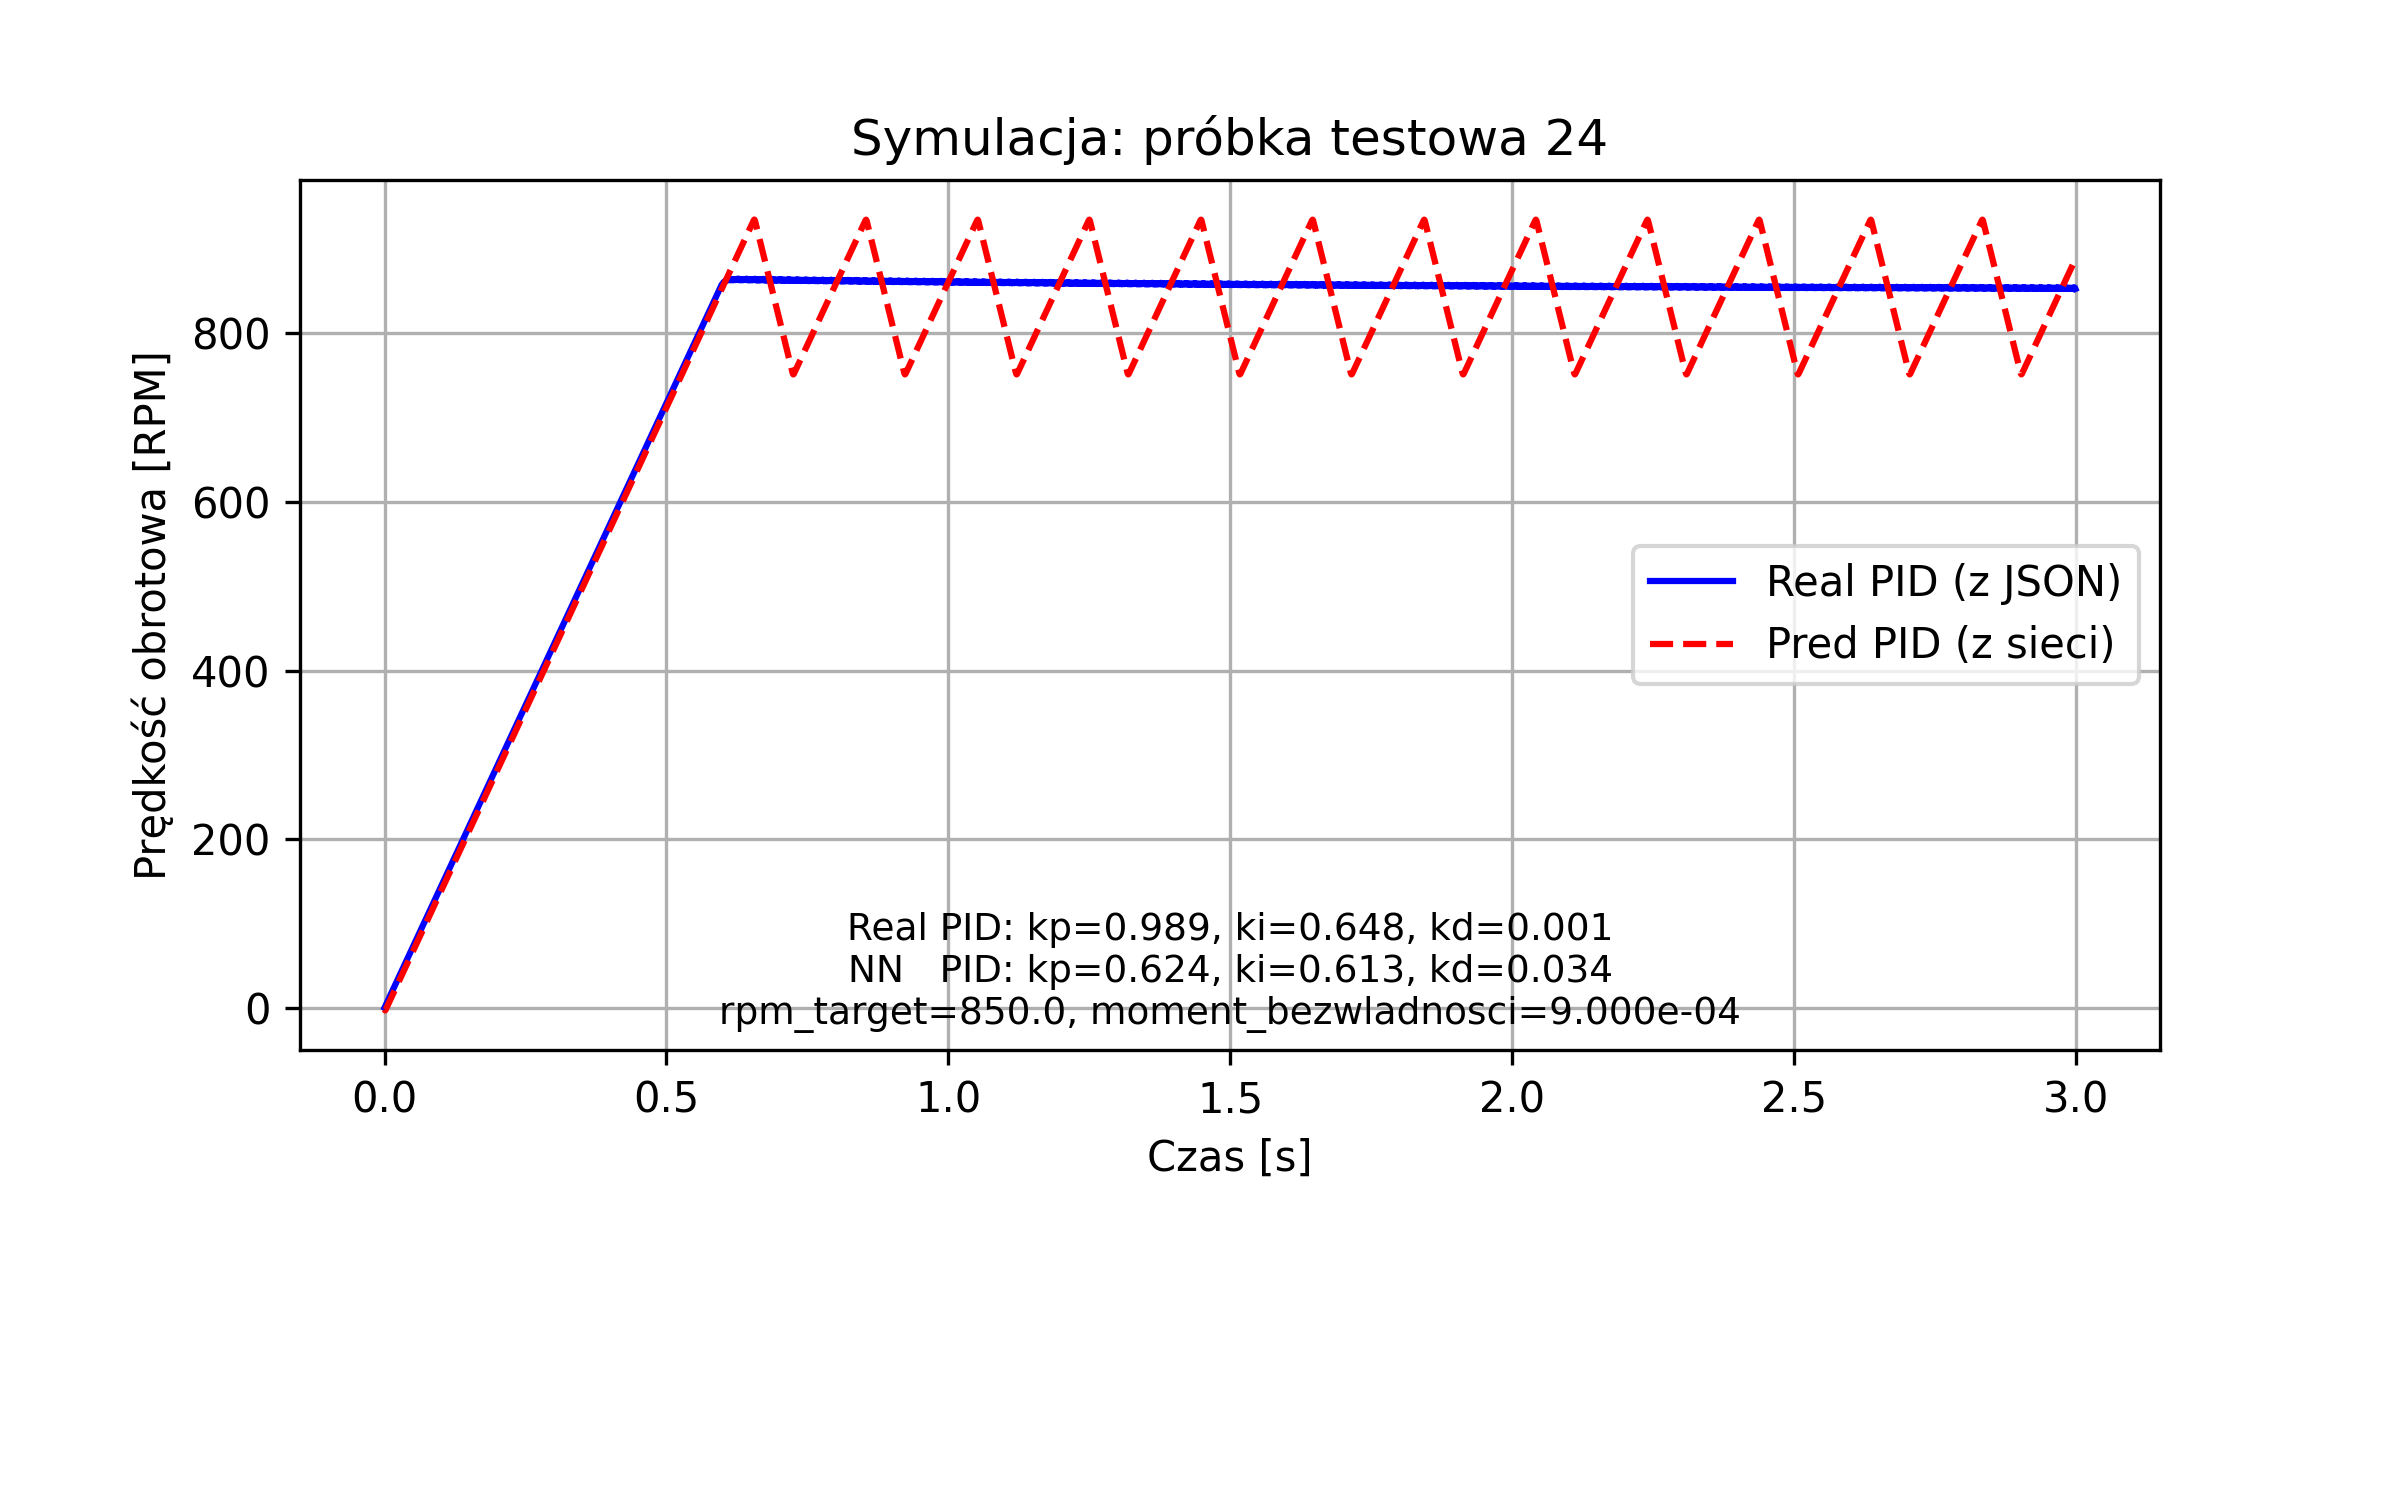 Symulacja: próbka testowa 24
Prędkość obrotowa [RPM]
800
600
400
200
0
Real PID (z JSON)
Pred PID (z sieci)
Real PID: kp=0.989, ki=0.648, kd=0.001
NN   PID: kp=0.624, ki=0.613, kd=0.034
rpm_target=850.0, moment_bezwladnosci=9.000e-04
0.0 0.5 1.0 1.5 2.0 2.5 3.0
Czas [s]